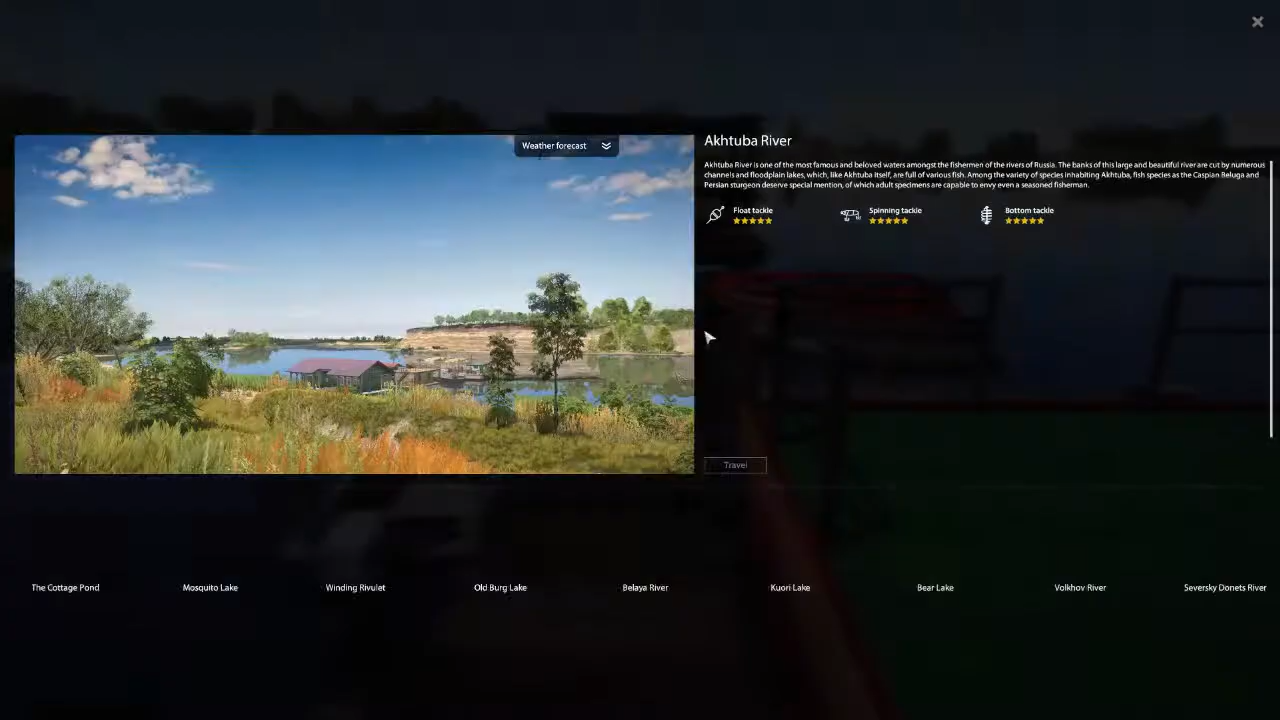 Weather forecast
Akhtuba River
Akhtuba River is one of the most famous and beloved waters amongst the fishermen of the rivers of Russia. The banks of this large and beautiful river are cut by numerous
channels and floodplain lakes, which, like Akhtuba itself, are full of various fish. Among the variety of species inhabiting Akhtuba, fish species as the Caspian Beluga and
Persian sturgeon deserve special mention, of which adult specimens are capable to envy even a seasoned fisherman.
Float tackle
Spinning tackle
Bottom tackle
Travel
The Cottage Pond
Mosquito Lake
Winding Rivulet
Old Burg Lake
Belaya River
Kuori Lake
Bear Lake
Volkhov River
Seversky Donets River